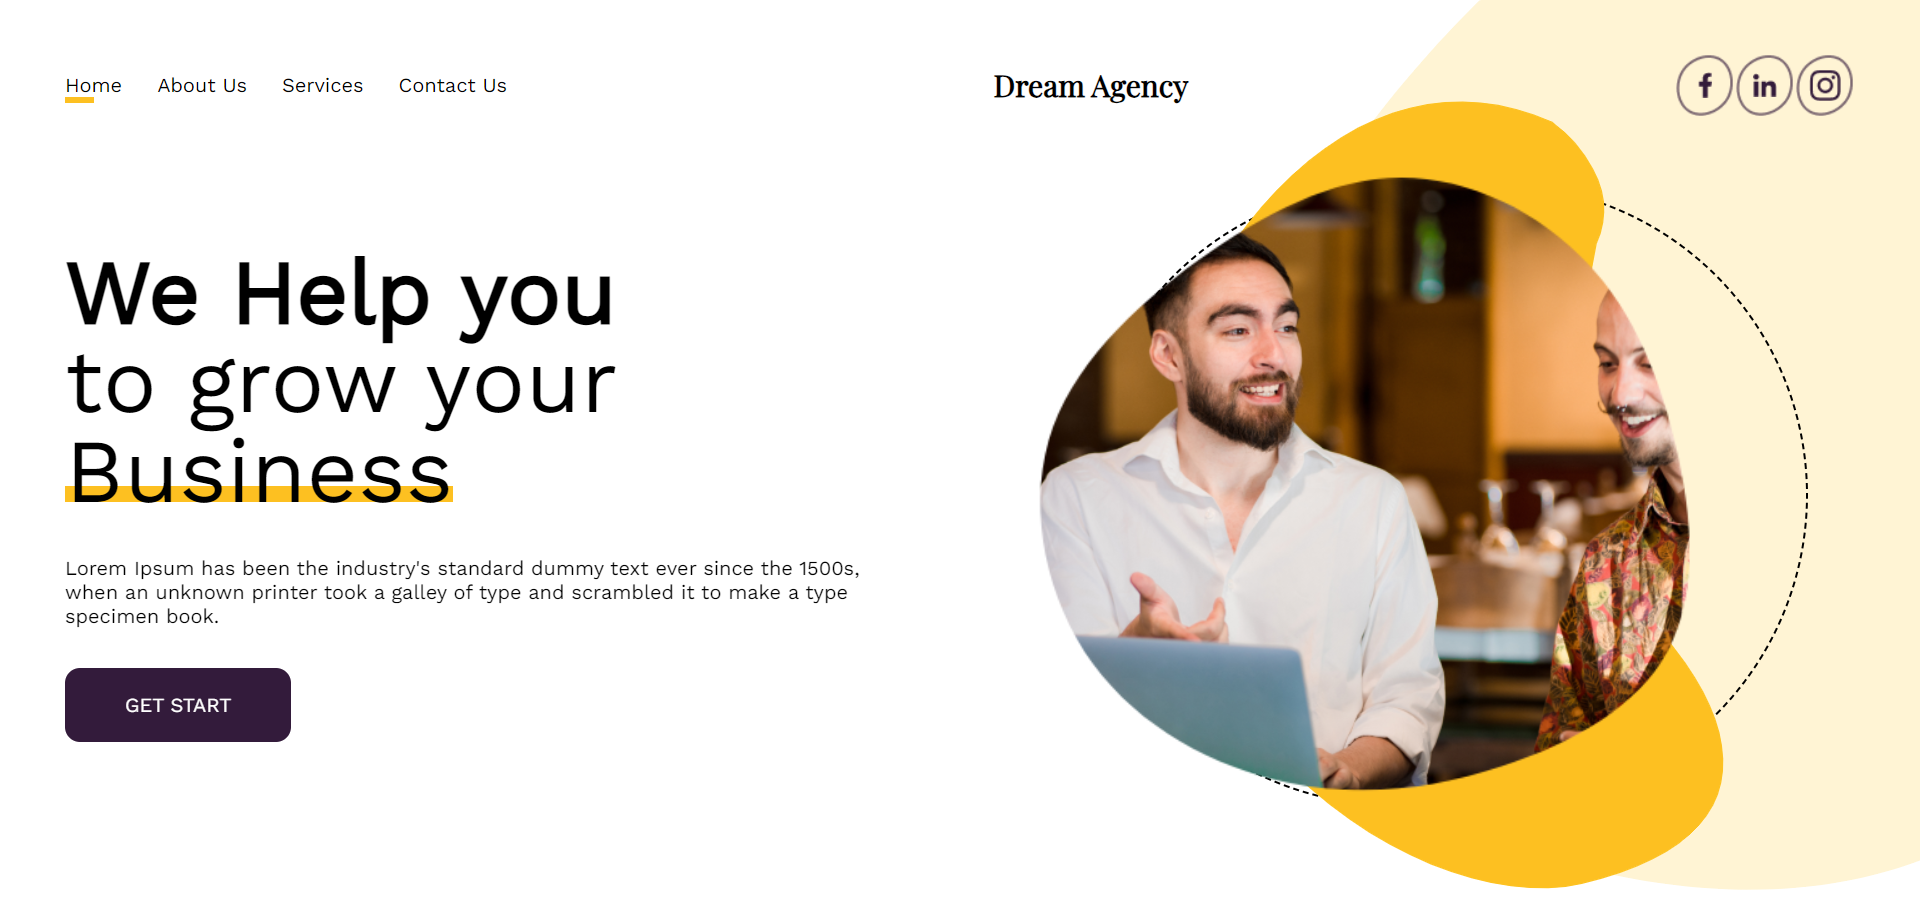 Home About Us Services Contact Us
Dream Agency
We Help you
to grow your
Business
Lorem Ipsum has been the industry's standard dummy text ever since the 1500s,
when an unknown printer took a galley of type and scrambled it to make a type
specimen book.
GET START